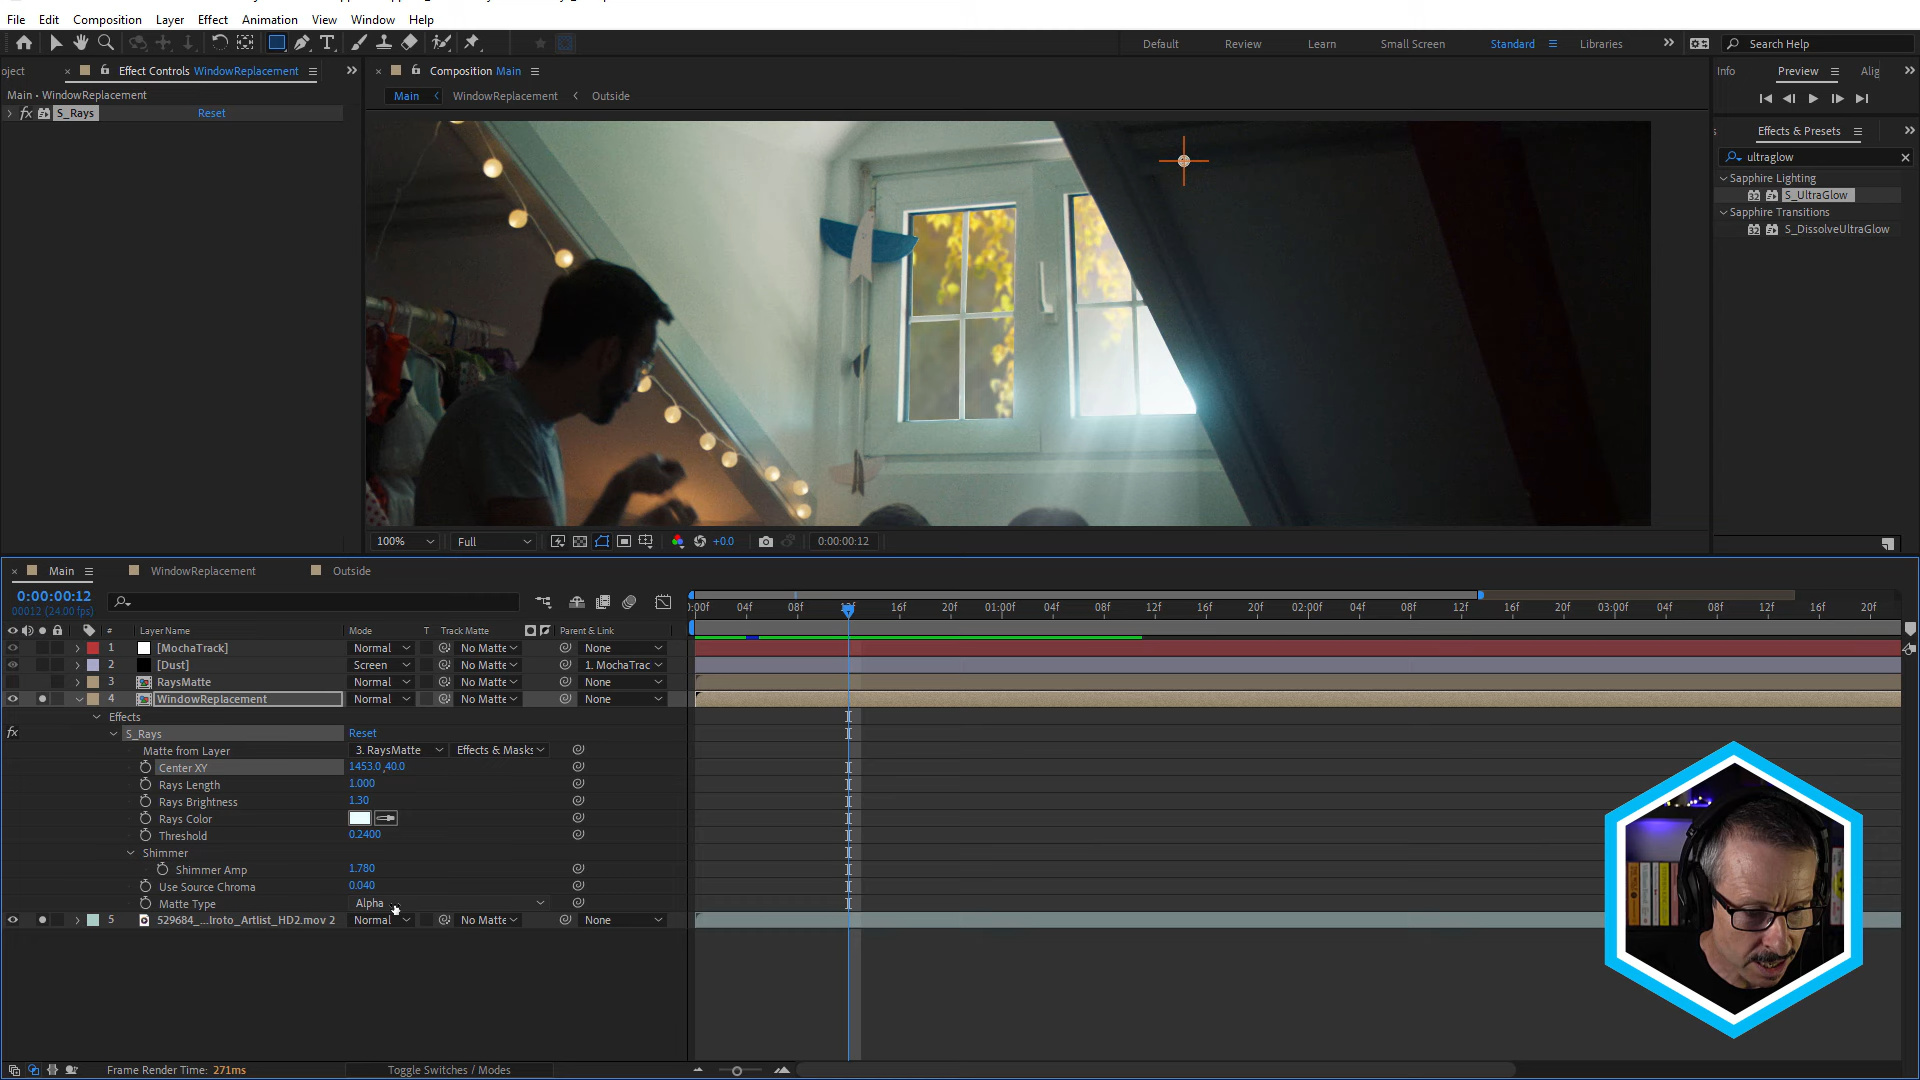 File Edit Composition Layer Effect Animation View Window Help
Default Review Learn Small Screen Standard Libraries Search Help
oject Effect Controls WindowReplacement
Main • WindowReplacement
fx S_Rays Reset
Composition Main
Main WindowReplacement Outside
Info Preview Alig
Effects & Presets
ultraglow
Sapphire Lighting
32 S_UltraGlow
Sapphire Transitions
32 S_DissolveUltraGlow
100% Full +0.0 0:00:00:12
Main WindowReplacement Outside
0:00:00:12
00012 (24.00 fps)
:00f 04f 08f 12f 16f 20f 01:00f 04f 08f 12f 16f 20f 02:00f 04f 08f 12f 16f 20f 03:00f 04f 08f 12f 16f 20f
# Layer Name Mode T Track Matte Parent & Link
1 [MochaTrack] Normal No Matte None
2 [Dust] Screen No Matte 1. MochaTrac
3 RaysMatte Normal No Matte None
4 WindowReplacement Normal No Matte None
Effects
fx S_Rays Reset
Matte from Layer 3. RaysMatte Effects & Masks
Center XY 1453.0,40.0
Rays Length 1.000
Rays Brightness 1.30
Rays Color
Threshold 0.2400
Shimmer
Shimmer Amp 1.780
Use Source Chroma 0.040
Matte Type Alpha
5 529684_...lroto_Artlist_HD2.mov 2 Normal No Matte None
Frame Render Time: 271ms Toggle Switches / Modes